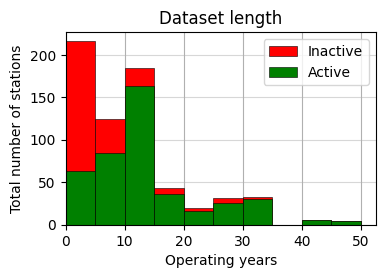 Dataset length
Total number of stations
200
150
100
50
0
Inactive
Active
0 10 20 30 40 50
Operating years